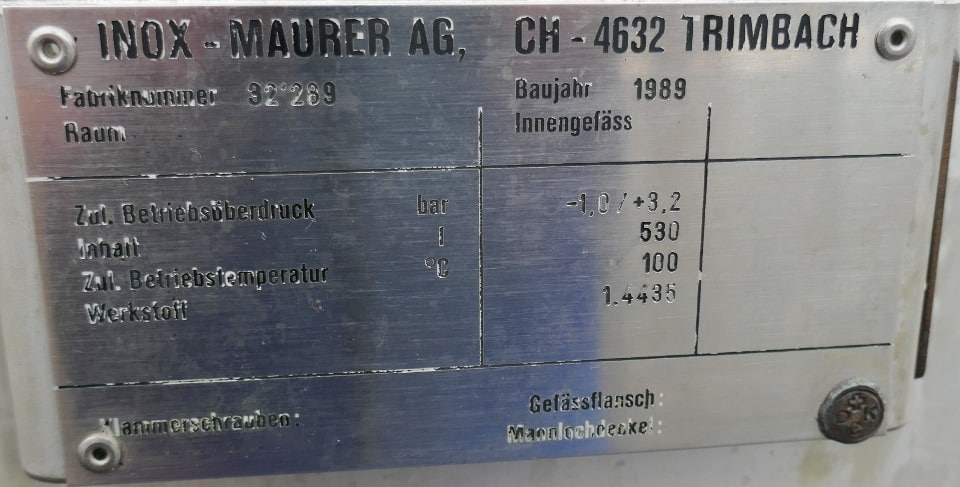 INOX - MAURER AG, CH - 4632 TRIMBACH
Fabriknummer 32'289 Baujahr 1989
Raum Innengefäss
Zul. Betriebsüberdruck bar -1,0 / +3,2
Inhalt l 530
Zul. Betriebstemperatur °C 100
Werkstoff 1.4435
Gefässflansch:
Klammerschrauben: Mannlochdeckel: